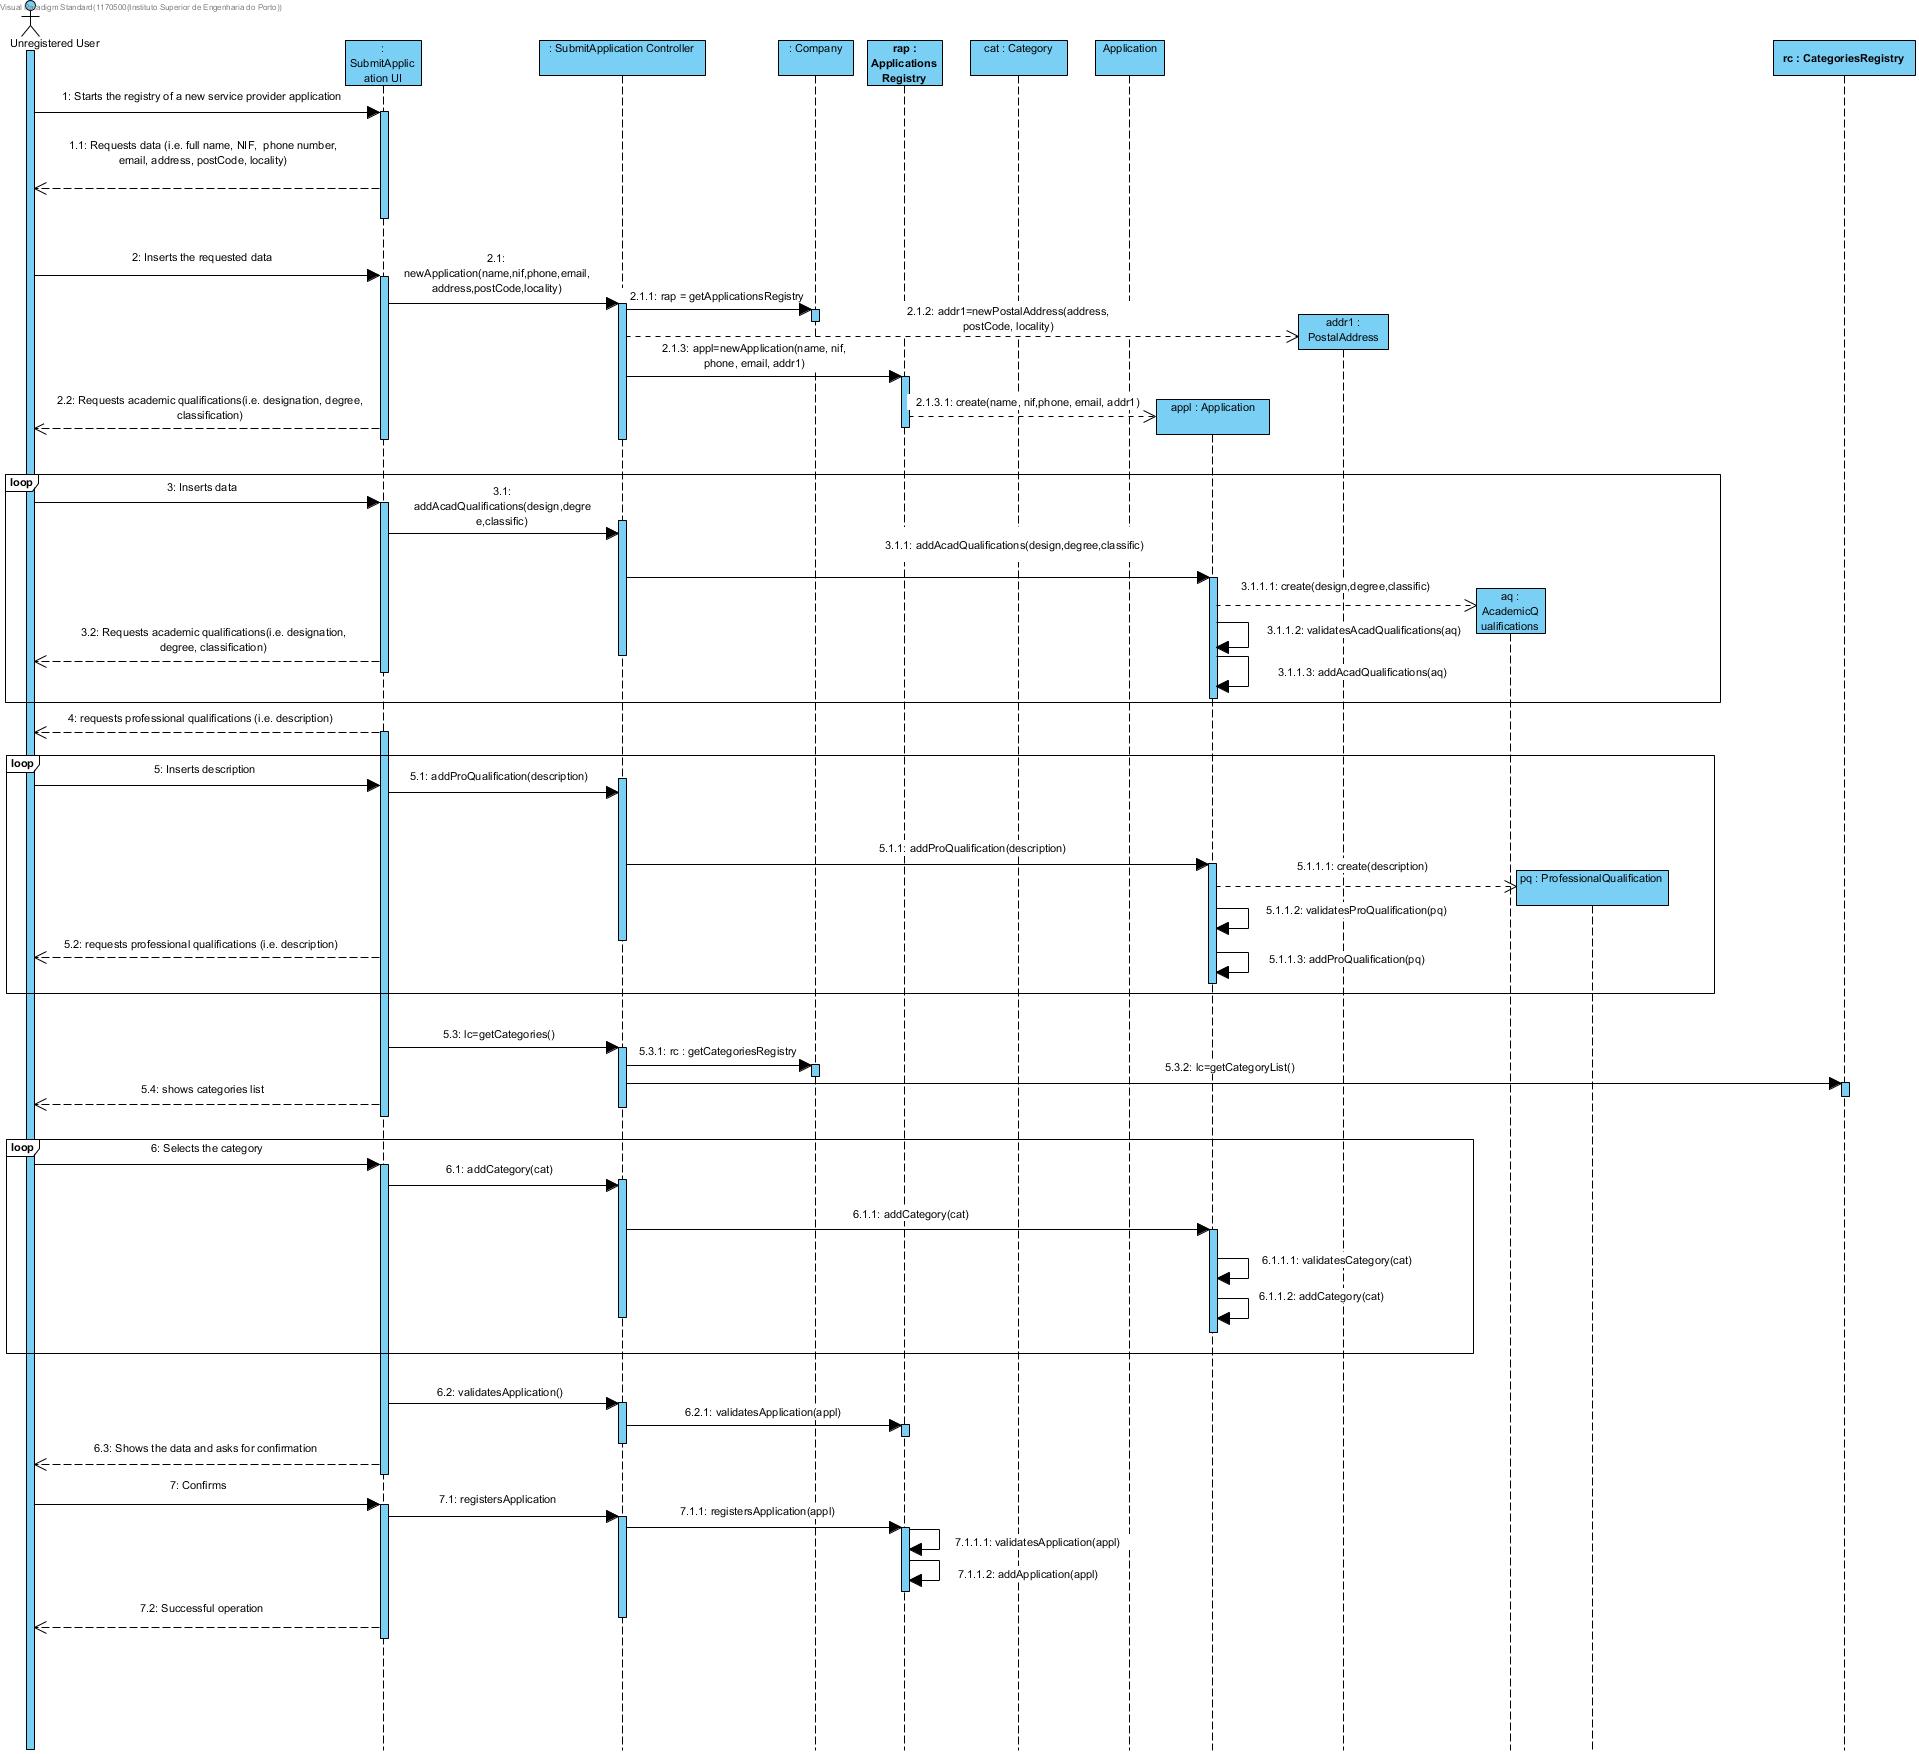 Visual Paradigm Standard(1170500(Instituto Superior de Engenharia do Porto))
Unregistered User
:
SubmitApplic
ation UI
: SubmitApplication Controller
: Company
rap :
Applications
Registry
cat : Category
Application
rc : CategoriesRegistry
1: Starts the registry of a new service provider application
1.1: Requests data (i.e. full name, NIF, phone number,
email, address, postCode, locality)
2: Inserts the requested data
2.1:
newApplication(name,nif,phone,email,
address,postCode,locality)
2.1.1: rap = getApplicationsRegistry
2.1.2: addr1=newPostalAddress(address,
postCode, locality)
addr1 :
PostalAddress
2.1.3: appl=newApplication(name, nif,
phone, email, addr1)
2.1.3.1: create(name, nif,phone, email, addr1)
appl : Application
2.2: Requests academic qualifications(i.e. designation, degree,
classification)
loop
3: Inserts data
3.1:
addAcadQualifications(design,degre
e,classific)
3.1.1: addAcadQualifications(design,degree,classific)
3.1.1.1: create(design,degree,classific)
aq :
AcademicQ
ualifications
3.1.1.2: validatesAcadQualifications(aq)
3.2: Requests academic qualifications(i.e. designation,
degree, classification)
3.1.1.3: addAcadQualifications(aq)
4: requests professional qualifications (i.e. description)
loop
5: Inserts description
5.1: addProQualification(description)
5.1.1: addProQualification(description)
5.1.1.1: create(description)
pq : ProfessionalQualification
5.1.1.2: validatesProQualification(pq)
5.2: requests professional qualifications (i.e. description)
5.1.1.3: addProQualification(pq)
5.3: lc=getCategories()
5.3.1: rc : getCategoriesRegistry
5.3.2: lc=getCategoryList()
5.4: shows categories list
loop
6: Selects the category
6.1: addCategory(cat)
6.1.1: addCategory(cat)
6.1.1.1: validatesCategory(cat)
6.1.1.2: addCategory(cat)
6.2: validatesApplication()
6.2.1: validatesApplication(appl)
6.3: Shows the data and asks for confirmation
7: Confirms
7.1: registersApplication
7.1.1: registersApplication(appl)
7.1.1.1: validatesApplication(appl)
7.1.1.2: addApplication(appl)
7.2: Successful operation